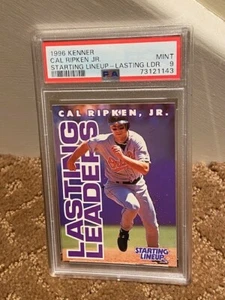 1996 KENNER
CAL RIPKEN JR. MINT
STARTING LINEUP-LASTING LDR. 9
PSA 73121143
CAL RIPKEN, JR.
LASTING
LEADERS
STARTING
LINEUP